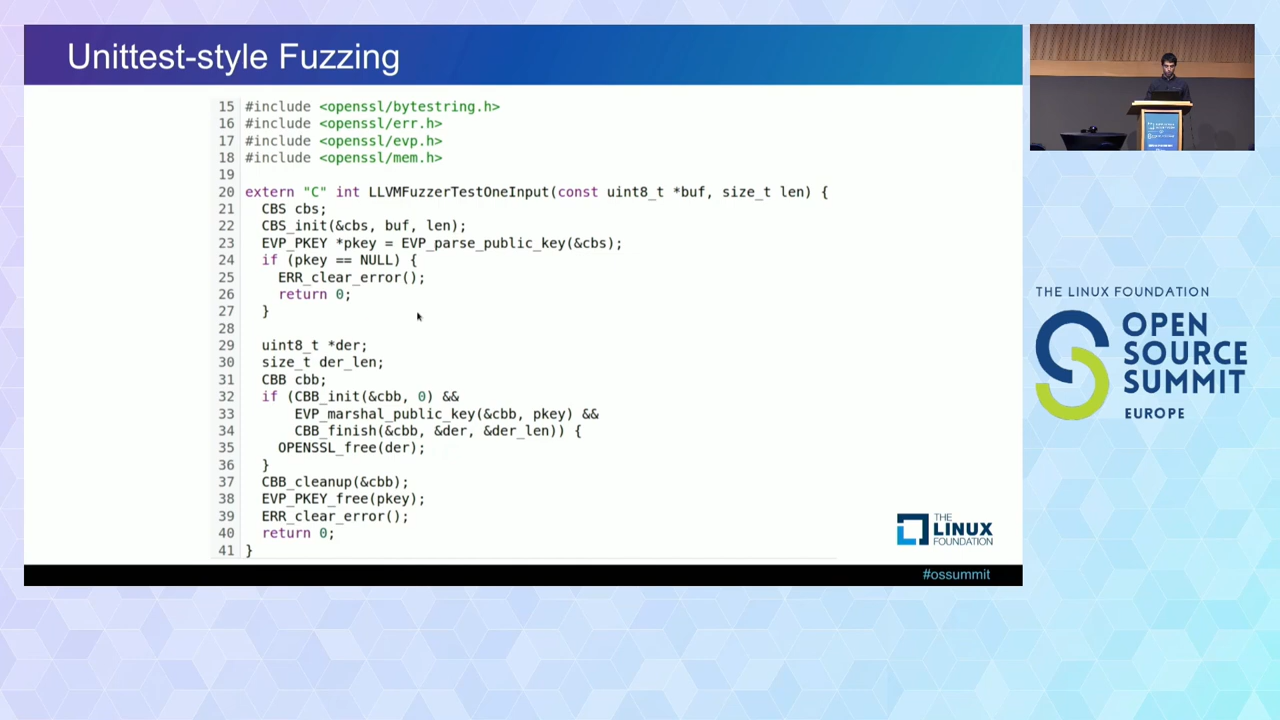 Unittest-style Fuzzing
15 #include <openssl/bytestring.h>
16 #include <openssl/err.h>
17 #include <openssl/evp.h>
18 #include <openssl/mem.h>
19
20 extern "C" int LLVMFuzzerTestOneInput(const uint8_t *buf, size_t len) {
21   CBS cbs;
22   CBS_init(&cbs, buf, len);
23   EVP_PKEY *pkey = EVP_parse_public_key(&cbs);
24   if (pkey == NULL) {
25     ERR_clear_error();
26     return 0;
27   }
28
29   uint8_t *der;
30   size_t der_len;
31   CBB cbb;
32   if (CBB_init(&cbb, 0) &&
33       EVP_marshal_public_key(&cbb, pkey) &&
34       CBB_finish(&cbb, &der, &der_len)) {
35     OPENSSL_free(der);
36   }
37   CBB_cleanup(&cbb);
38   EVP_PKEY_free(pkey);
39   ERR_clear_error();
40   return 0;
41 }
THE
LINUX
FOUNDATION
#ossummit
THE LINUX FOUNDATION
OPEN
SOURCE
SUMMIT
EUROPE